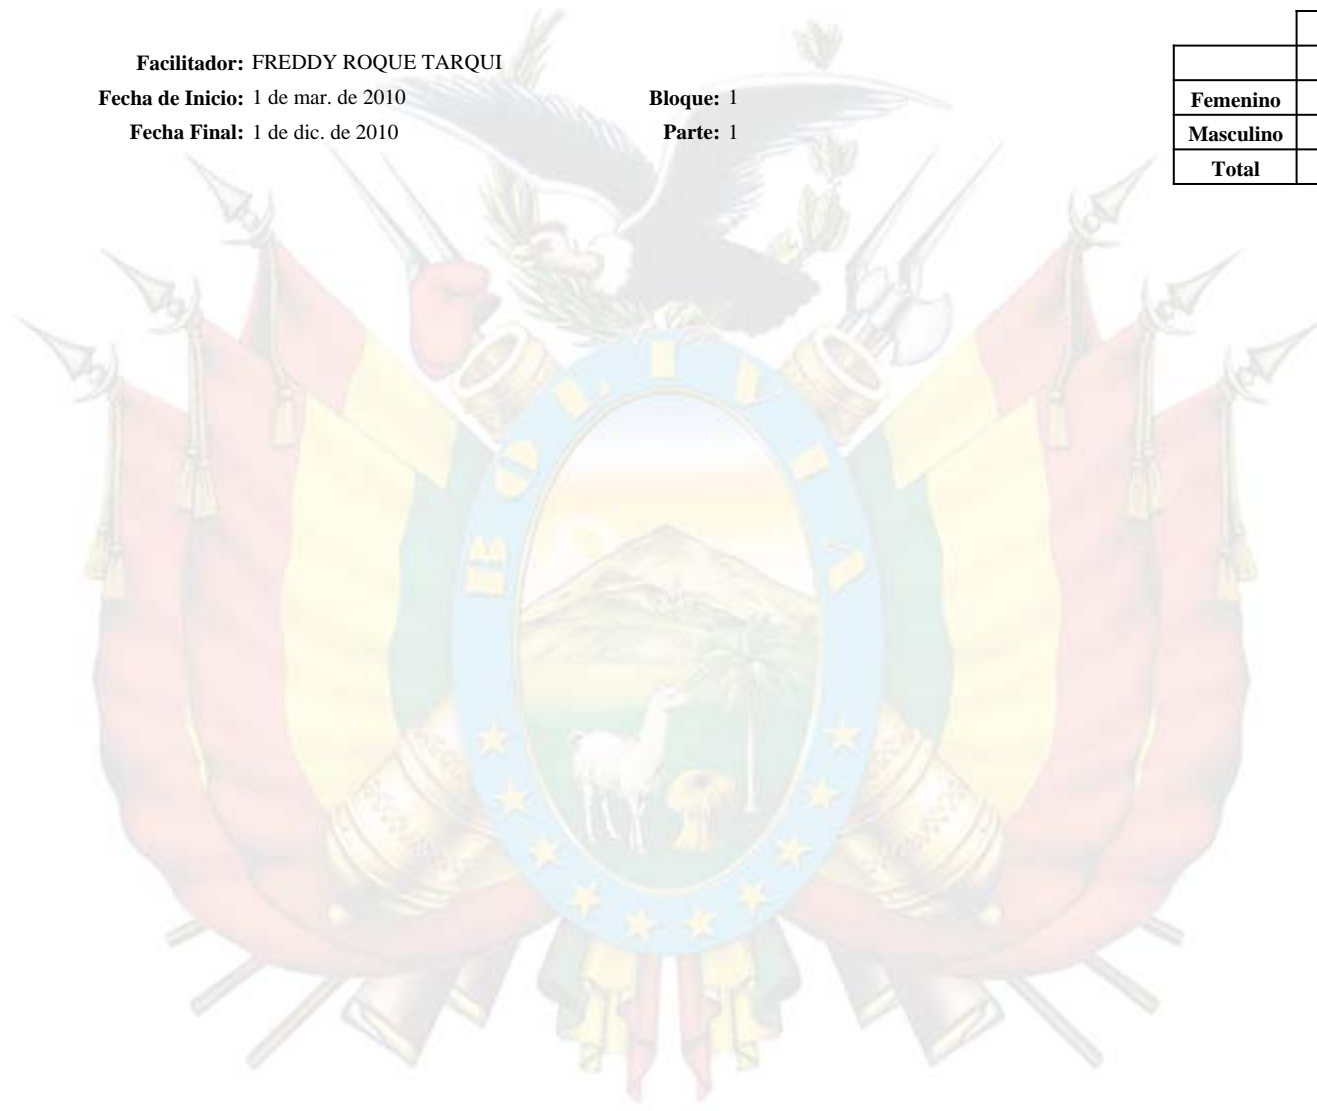 Facilitador: FREDDY ROQUE TARQUI
Fecha de Inicio: 1 de mar. de 2010 Bloque: 1
Fecha Final: 1 de dic. de 2010 Parte: 1
Femenino
Masculino
Total
BOLIVIA